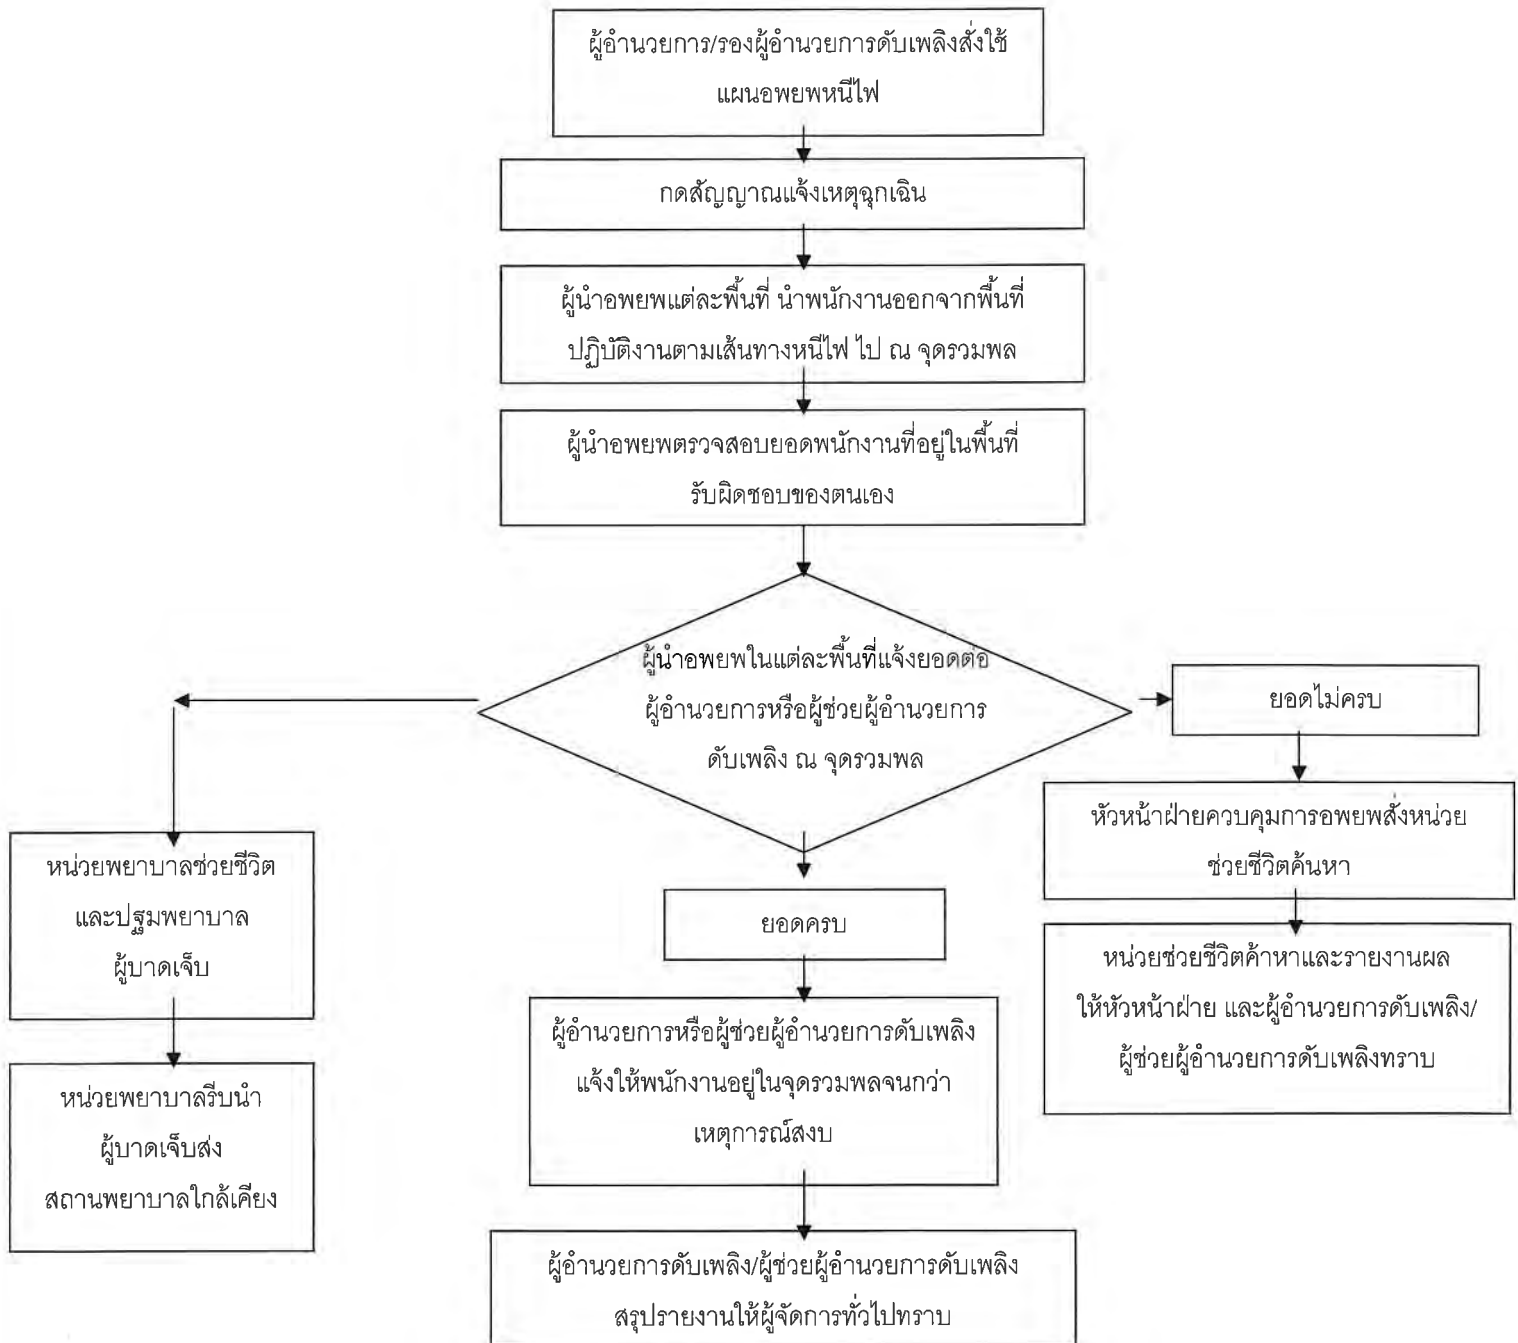 ผู้อำนวยการ/รองผู้อำนวยการดับเพลิงสั่งใช้
แผนอพยพหนีไฟ
กดสัญญาณแจ้งเหตุฉุกเฉิน
ผู้นำอพยพแต่ละพื้นที่ นำพนักงานออกจากพื้นที่
ปฏิบัติงานตามเส้นทางหนีไฟ ไป ณ จุดรวมพล
ผู้นำอพยพตรวจสอบยอดพนักงานที่อยู่ในพื้นที่
รับผิดชอบของตนเอง
ผู้นำอพยพในแต่ละพื้นที่แจ้งยอดต่อ
ผู้อำนวยการหรือผู้ช่วยผู้อำนวยการ
ดับเพลิง ณ จุดรวมพล
หน่วยพยาบาลช่วยชีวิต
และปฐมพยาบาล
ผู้บาดเจ็บ
หน่วยพยาบาลรีบนำ
ผู้บาดเจ็บส่ง
สถานพยาบาลใกล้เคียง
ยอดครบ
ผู้อำนวยการหรือผู้ช่วยผู้อำนวยการดับเพลิง
แจ้งให้พนักงานอยู่ในจุดรวมพลจนกว่า
เหตุการณ์สงบ
ผู้อำนวยการดับเพลิง/ผู้ช่วยผู้อำนวยการดับเพลิง
สรุปรายงานให้ผู้จัดการทั่วไปทราบ
ยอดไม่ครบ
หัวหน้าฝ่ายควบคุมการอพยพสั่งหน่วย
ช่วยชีวิตค้นหา
หน่วยช่วยชีวิตค้าหาและรายงานผล
ให้หัวหน้าฝ่าย และผู้อำนวยการดับเพลิง/
ผู้ช่วยผู้อำนวยการดับเพลิงทราบ